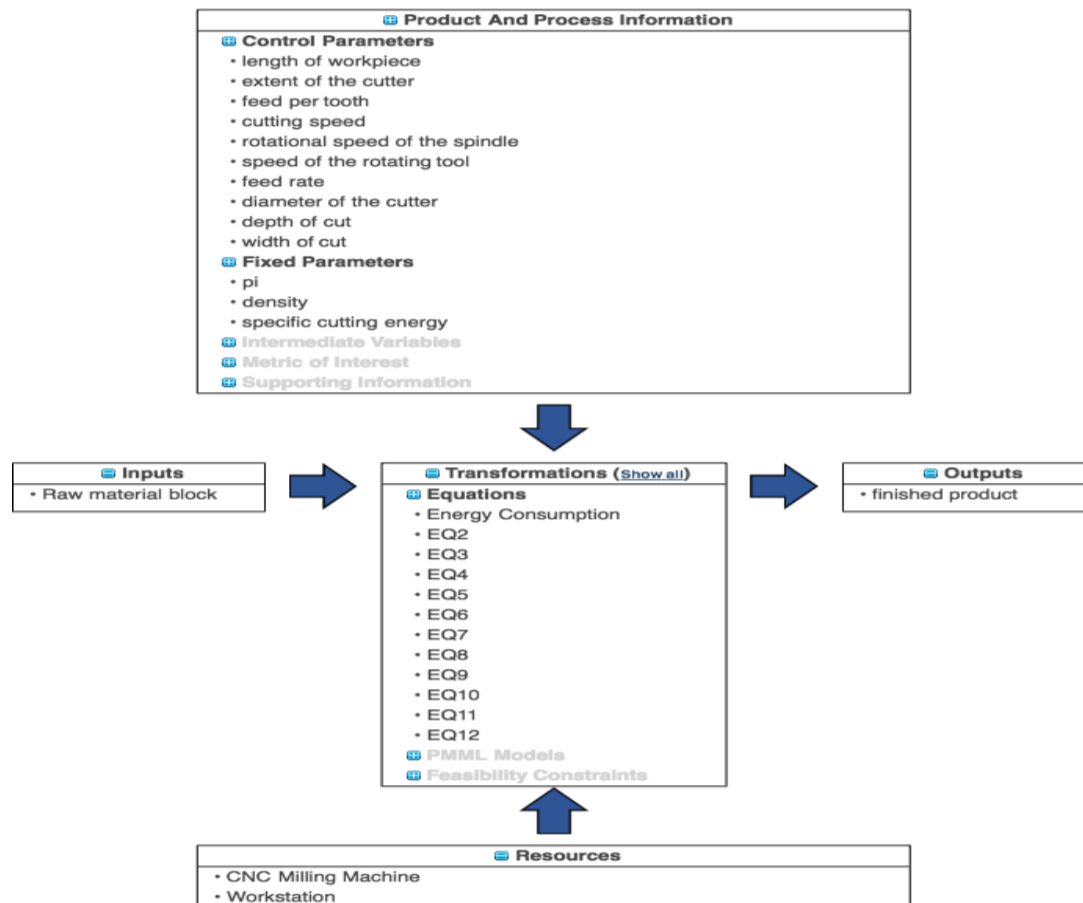 Product And Process Information
Control Parameters
• length of workpiece
• extent of the cutter
• feed per tooth
• cutting speed
• rotational speed of the spindle
• speed of the rotating tool
• feed rate
• diameter of the cutter
• depth of cut
• width of cut
Fixed Parameters
• pi
• density
• specific cutting energy
Intermediate Variables
Metric of Interest
Supporting Information
Inputs
• Raw material block
Transformations (Show all)
Equations
• Energy Consumption
• EQ2
• EQ3
• EQ4
• EQ5
• EQ6
• EQ7
• EQ8
• EQ9
• EQ10
• EQ11
• EQ12
PMML Models
Feasibility Constraints
Outputs
• finished product
Resources
• CNC Milling Machine
• Workstation